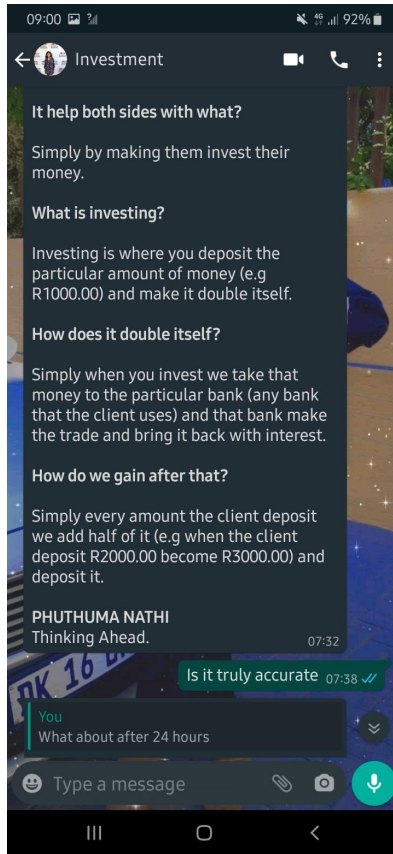 09:00
4G
92%
Investment
It help both sides with what?
Simply by making them invest their
money.
What is investing?
Investing is where you deposit the
particular amount of money (e.g
R1000.00) and make it double itself.
How does it double itself?
Simply when you invest we take that
money to the particular bank (any bank
that the client uses) and that bank make
the trade and bring it back with interest.
How do we gain after that?
Simply every amount the client deposit
we add half of it (e.g when the client
deposit R2000.00 become R3000.00) and
deposit it.
PHUTHUMA NATHI
Thinking Ahead.
07:32
Is it truly accurate 07:38
You
What about after 24 hours
Type a message